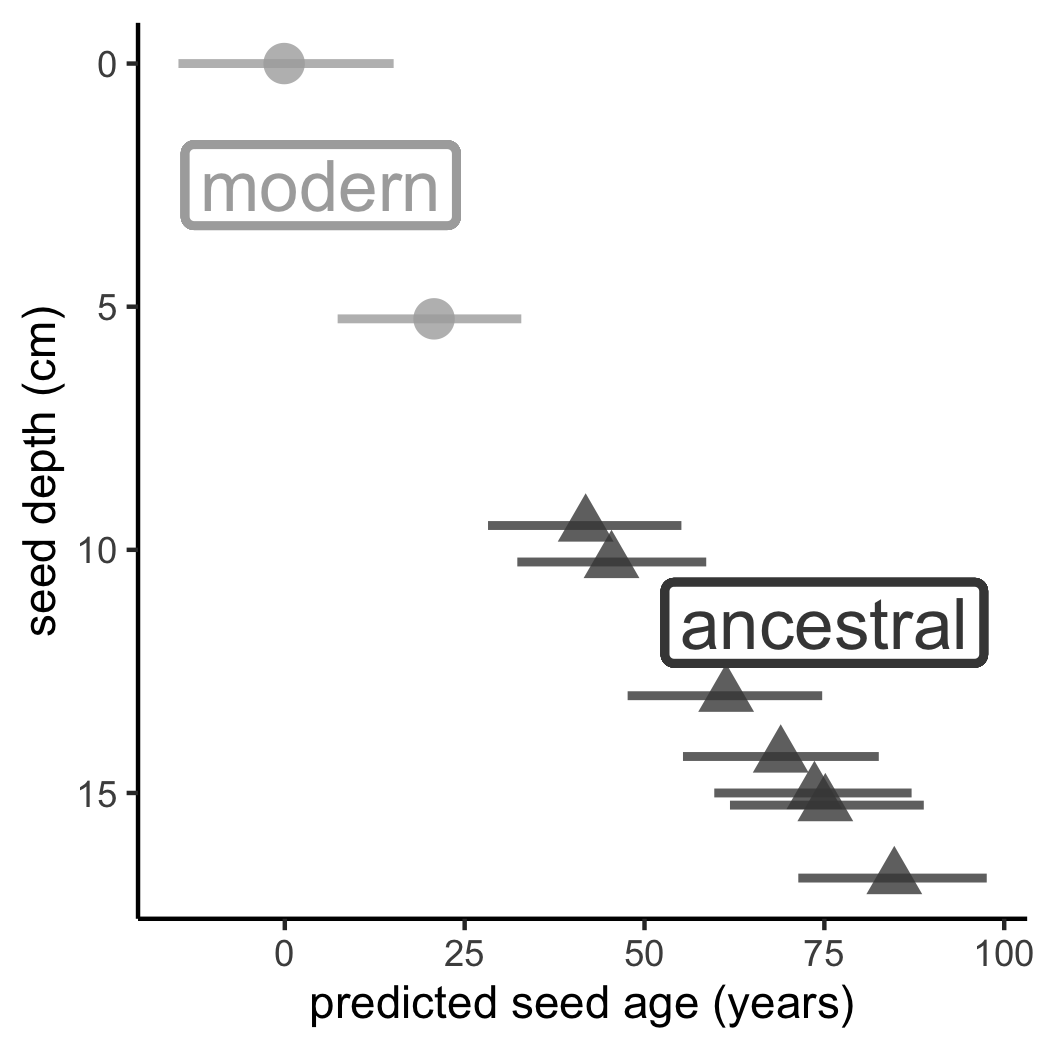 0
modern
5
10
ancestral
15
seed depth (cm)
0 25 50 75 100
predicted seed age (years)